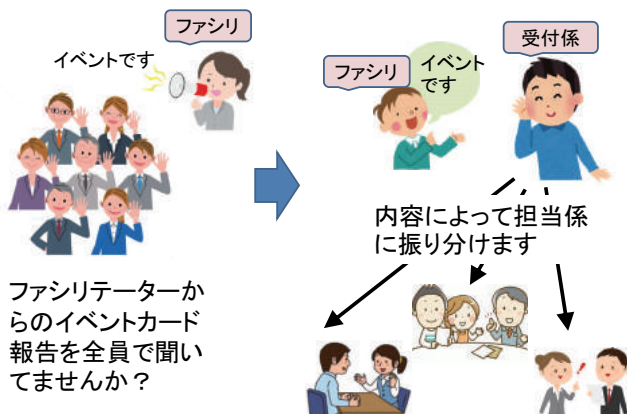 ファシリ
イベントです
ファシリテーターか
らのイベントカード
報告を全員で聞い
てませんか？
受付係
ファシリ
イベント
です
内容によって担当係
に振り分けます